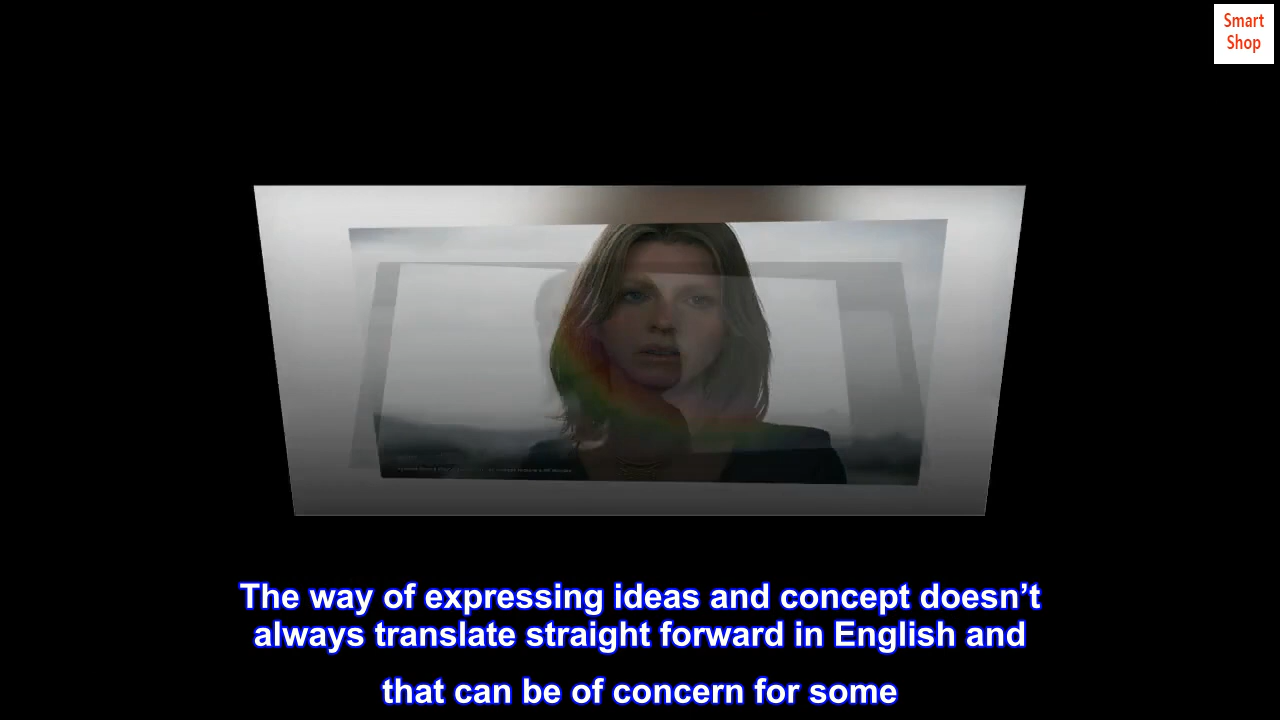 Smart
Shop
The way of expressing ideas and concept doesn’t
always translate straight forward in English and
that can be of concern for some